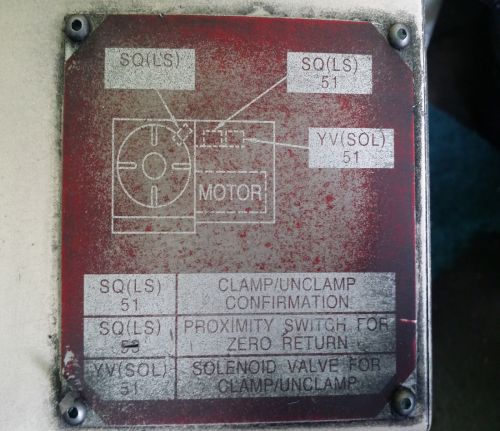 SQ(LS)
SQ(LS)
51
YV(SOL)
51
MOTOR
SQ(LS)
51
CLAMP/UNCLAMP
CONFIRMATION
SQ(LS)
PROXIMITY SWITCH FOR
ZERO RETURN
YV(SOL)
51
SOLENOID VALVE FOR
CLAMP/UNCLAMP